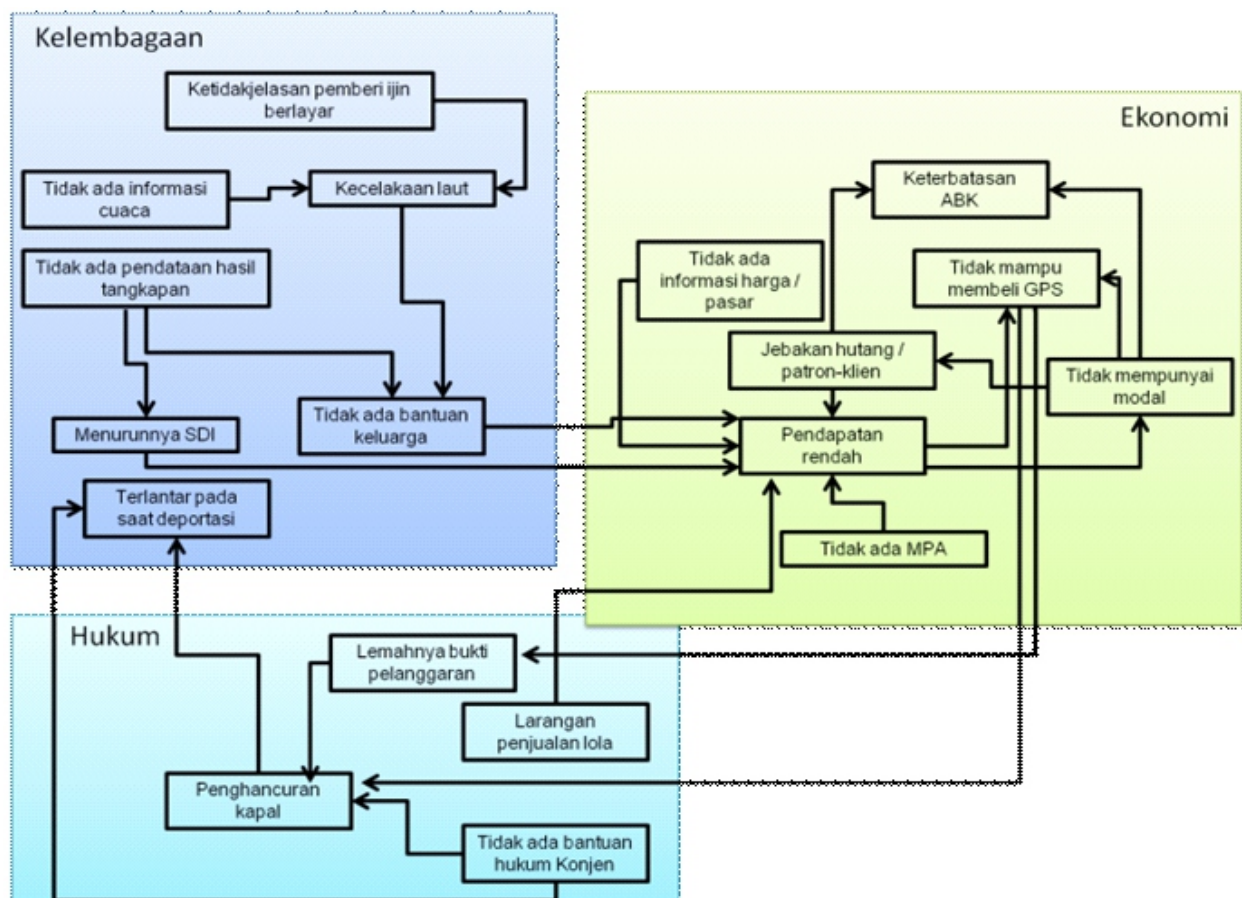 Kelembagaan
Ketidakjelasan pemberi ijin
berlayar
Tidak ada informasi
cuaca
Kecelakaan laut
Tidak ada pendataan hasil
tangkapan
Menurunnya SDI
Tidak ada bantuan
keluarga
Terlantar pada
saat deportasi
Ekonomi
Keterbatasan
ABK
Tidak ada
informasi harga /
pasar
Tidak mampu
membeli GPS
Jebakan hutang /
patron-klien
Tidak mempunyai
modal
Pendapatan
rendah
Tidak ada MPA
Hukum
Lemahnya bukti
pelanggaran
Larangan
penjualan lola
Penghancuran
kapal
Tidak ada bantuan
hukum Konjen